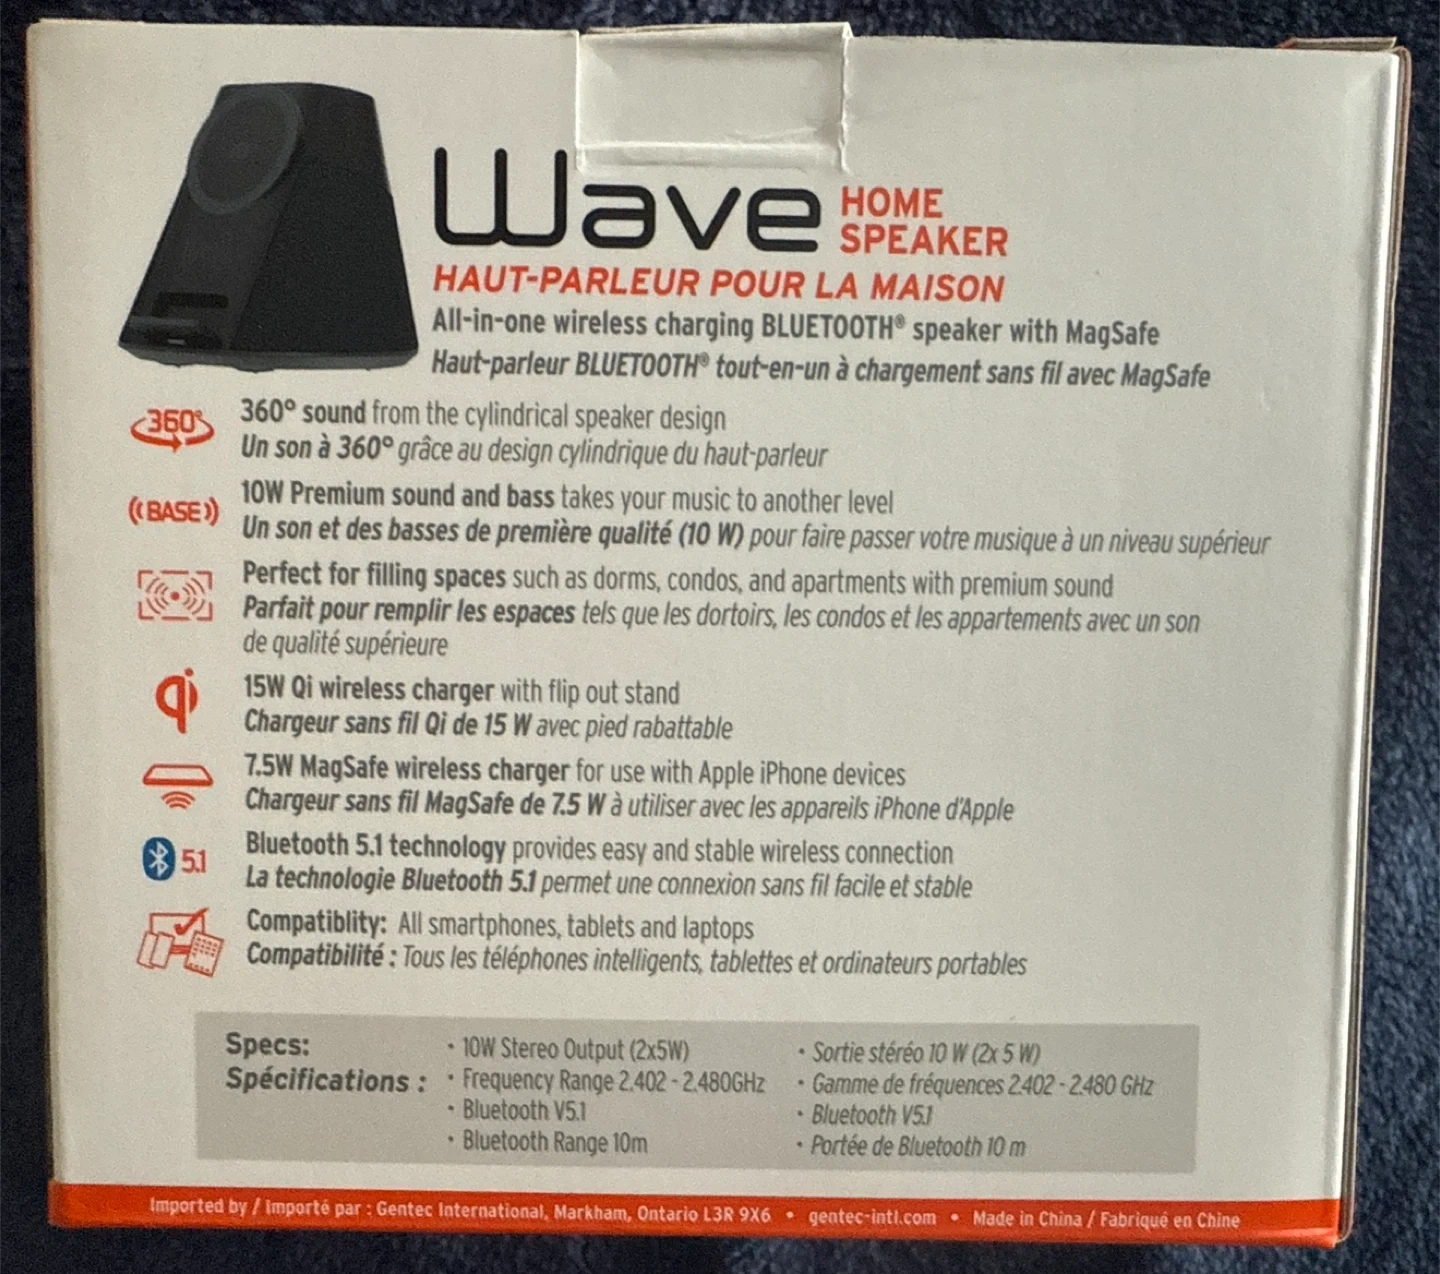 Wave HOME SPEAKER
HAUT-PARLEUR POUR LA MAISON
All-in-one wireless charging BLUETOOTH® speaker with MagSafe
Haut-parleur BLUETOOTH® tout-en-un à chargement sans fil avec MagSafe
360° 360° sound from the cylindrical speaker design
Un son à 360° grâce au design cylindrique du haut-parleur
((BASE)) 10W Premium sound and bass takes your music to another level
Un son et des basses de première qualité (10 W) pour faire passer votre musique à un niveau supérieur
Perfect for filling spaces such as dorms, condos, and apartments with premium sound
Parfait pour remplir les espaces tels que les dortoirs, les condos et les appartements avec un son
de qualité supérieure
qi 15W Qi wireless charger with flip out stand
Chargeur sans fil Qi de 15 W avec pied rabattable
7.5W MagSafe wireless charger for use with Apple iPhone devices
Chargeur sans fil MagSafe de 7.5 W à utiliser avec les appareils iPhone d'Apple
5.1 Bluetooth 5.1 technology provides easy and stable wireless connection
La technologie Bluetooth 5.1 permet une connexion sans fil facile et stable
Compatiblity: All smartphones, tablets and laptops
Compatibilité : Tous les téléphones intelligents, tablettes et ordinateurs portables
Specs:
Spécifications :
• 10W Stereo Output (2x5W)
• Frequency Range 2.402 - 2.480GHz
• Bluetooth V5.1
• Bluetooth Range 10m
• Sortie stéréo 10 W (2x 5 W)
• Gamme de fréquences 2.402 - 2.480 GHz
• Bluetooth V5.1
• Portée de Bluetooth 10 m
Imported by / Importé par : Gentec International, Markham, Ontario L3R 9X6 • gentec-intl.com • Made in China / Fabriqué en Chine